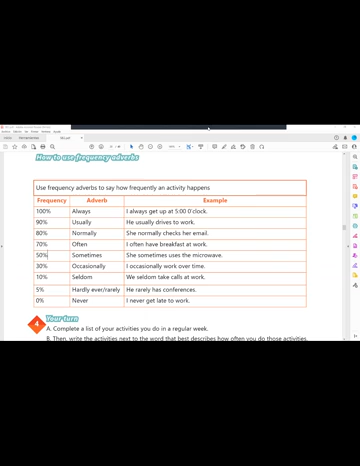 How to use frequency adverbs
Use frequency adverbs to say how frequently an activity happens
Frequency Adverb Example
100% Always I always get up at 5:00 0'clock.
90% Usually He usually drives to work.
80% Normally She normally checks her email.
70% Often I often have breakfast at work.
50% Sometimes She sometimes uses the microwave.
30% Occasionally I occasionally work over time.
10% Seldom We seldom take calls at work.
5% Hardly ever/rarely He rarely has conferences.
0% Never I never get late to work.
4 Your turn
A. Complete a list of your activities you do in a regular week.
B. Then, write the activities next to the word that best describes how often you do those activities.